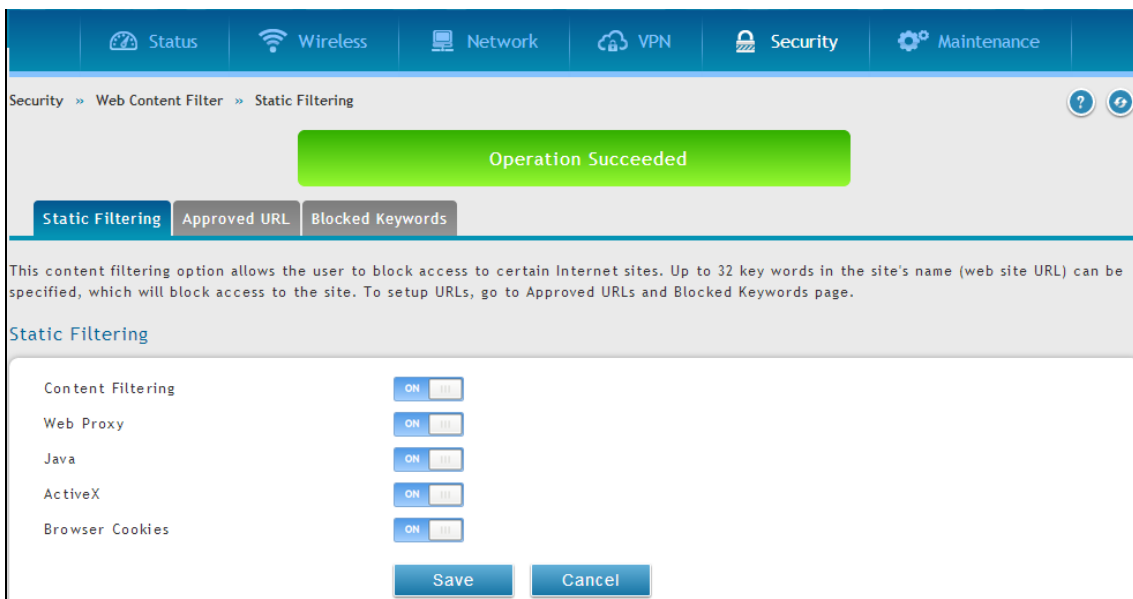 Status Wireless Network VPN Security Maintenance
Security » Web Content Filter » Static Filtering ?
Operation Succeeded
Static Filtering Approved URL Blocked Keywords
This content filtering option allows the user to block access to certain Internet sites. Up to 32 key words in the site's name (web site URL) can be
specified, which will block access to the site. To setup URLs, go to Approved URLs and Blocked Keywords page.
Static Filtering
Content Filtering ON
Web Proxy ON
Java ON
ActiveX ON
Browser Cookies ON
Save Cancel